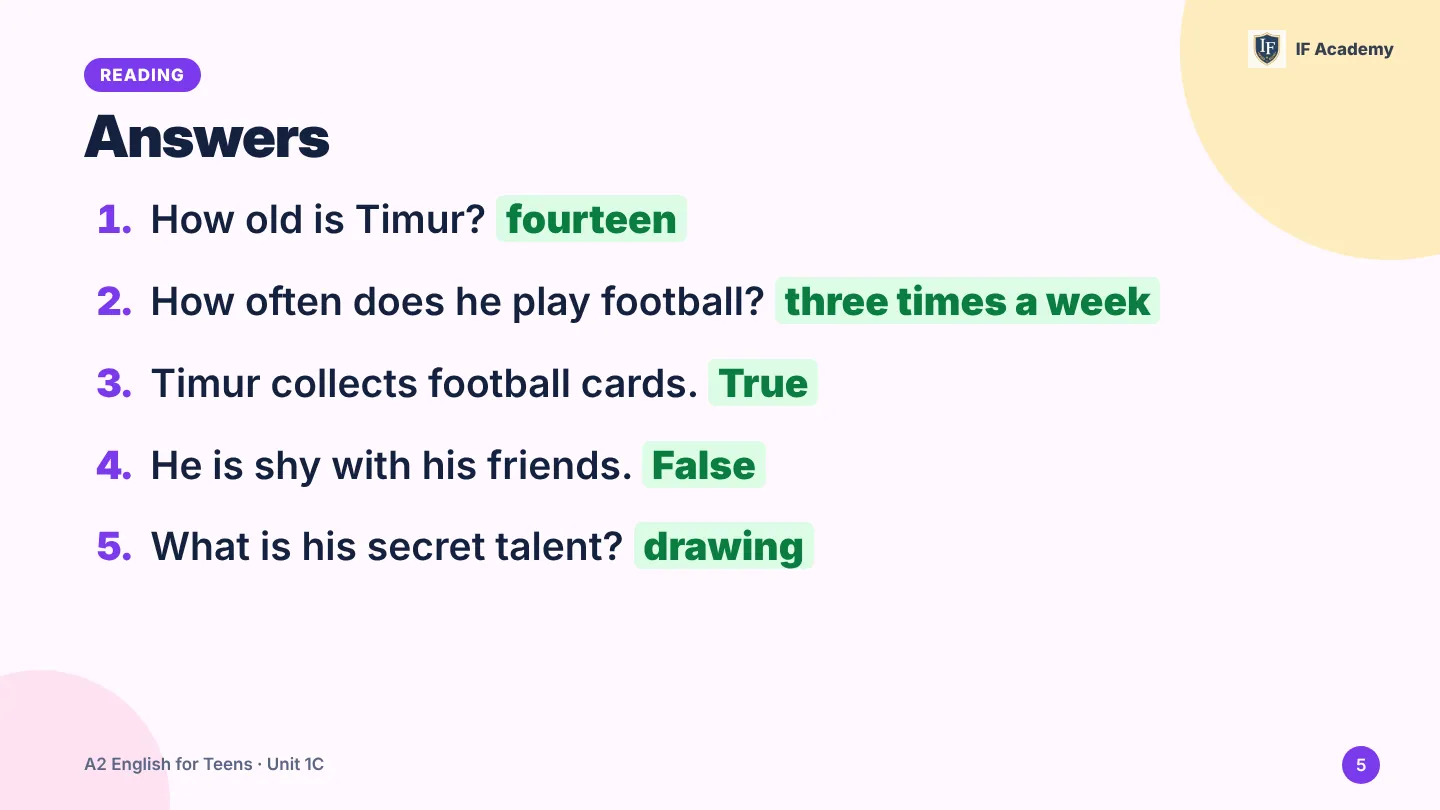 IF
IF Academy
READING
Answers
1. How old is Timur? fourteen
2. How often does he play football? three times a week
3. Timur collects football cards. True
4. He is shy with his friends. False
5. What is his secret talent? drawing
A2 English for Teens · Unit 1C
5